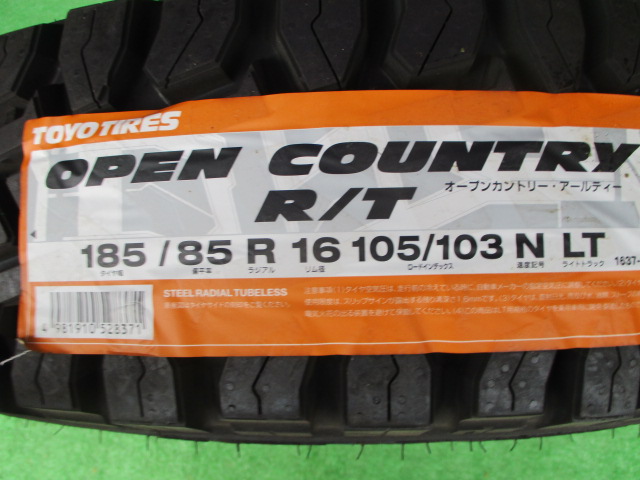 TOYO TIRES
OPEN COUNTRY
R/T
オープンカントリー・アールティー
185 / 85 R 16 105/103 N LT
タイヤ幅 偏平率 ラジアル リム径 ロードインデックス 速度記号 ライトトラック
1637-
STEEL RADIAL TUBELESS
4 981910 528371